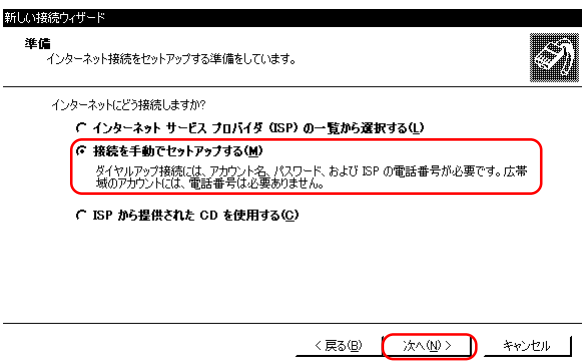 新しい接続ウィザード
準備
インターネット接続をセットアップする準備をしています。
インターネットにどう接続しますか?
インターネット サービス プロバイダ (ISP) の一覧から選択する(L)
接続を手動でセットアップする(M)
ダイヤルアップ接続には、アカウント名、パスワード、および ISP の電話番号が必要です。広帯
域のアカウントには、電話番号は必要ありません。
ISP から提供された CD を使用する(C)
< 戻る(B) 次へ(N) > キャンセル